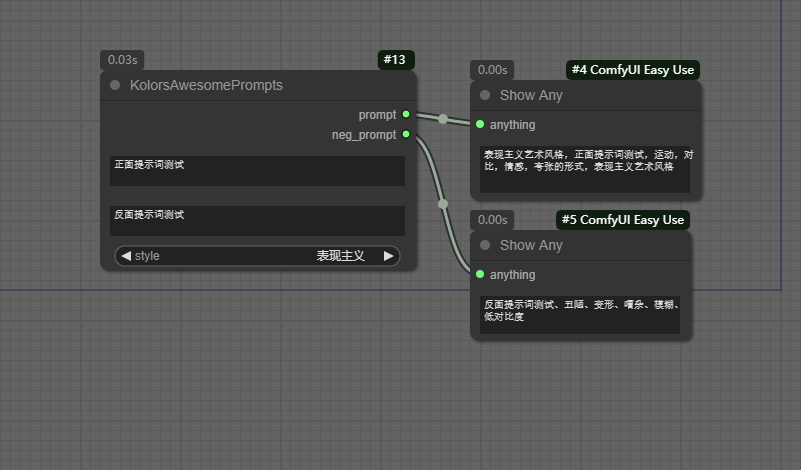 0.03s
#13
KolorsAwesomePrompts
prompt
neg_prompt
正面提示词测试
反面提示词测试
style
表现主义
0.00s
#4 ComfyUI Easy Use
Show Any
anything
表现主义艺术风格，正面提示词测试，运动，对
比，情感，夸张的形式，表现主义艺术风格
0.00s
#5 ComfyUI Easy Use
Show Any
anything
反面提示词测试、丑陋、变形、嘈杂、模糊、
低对比度